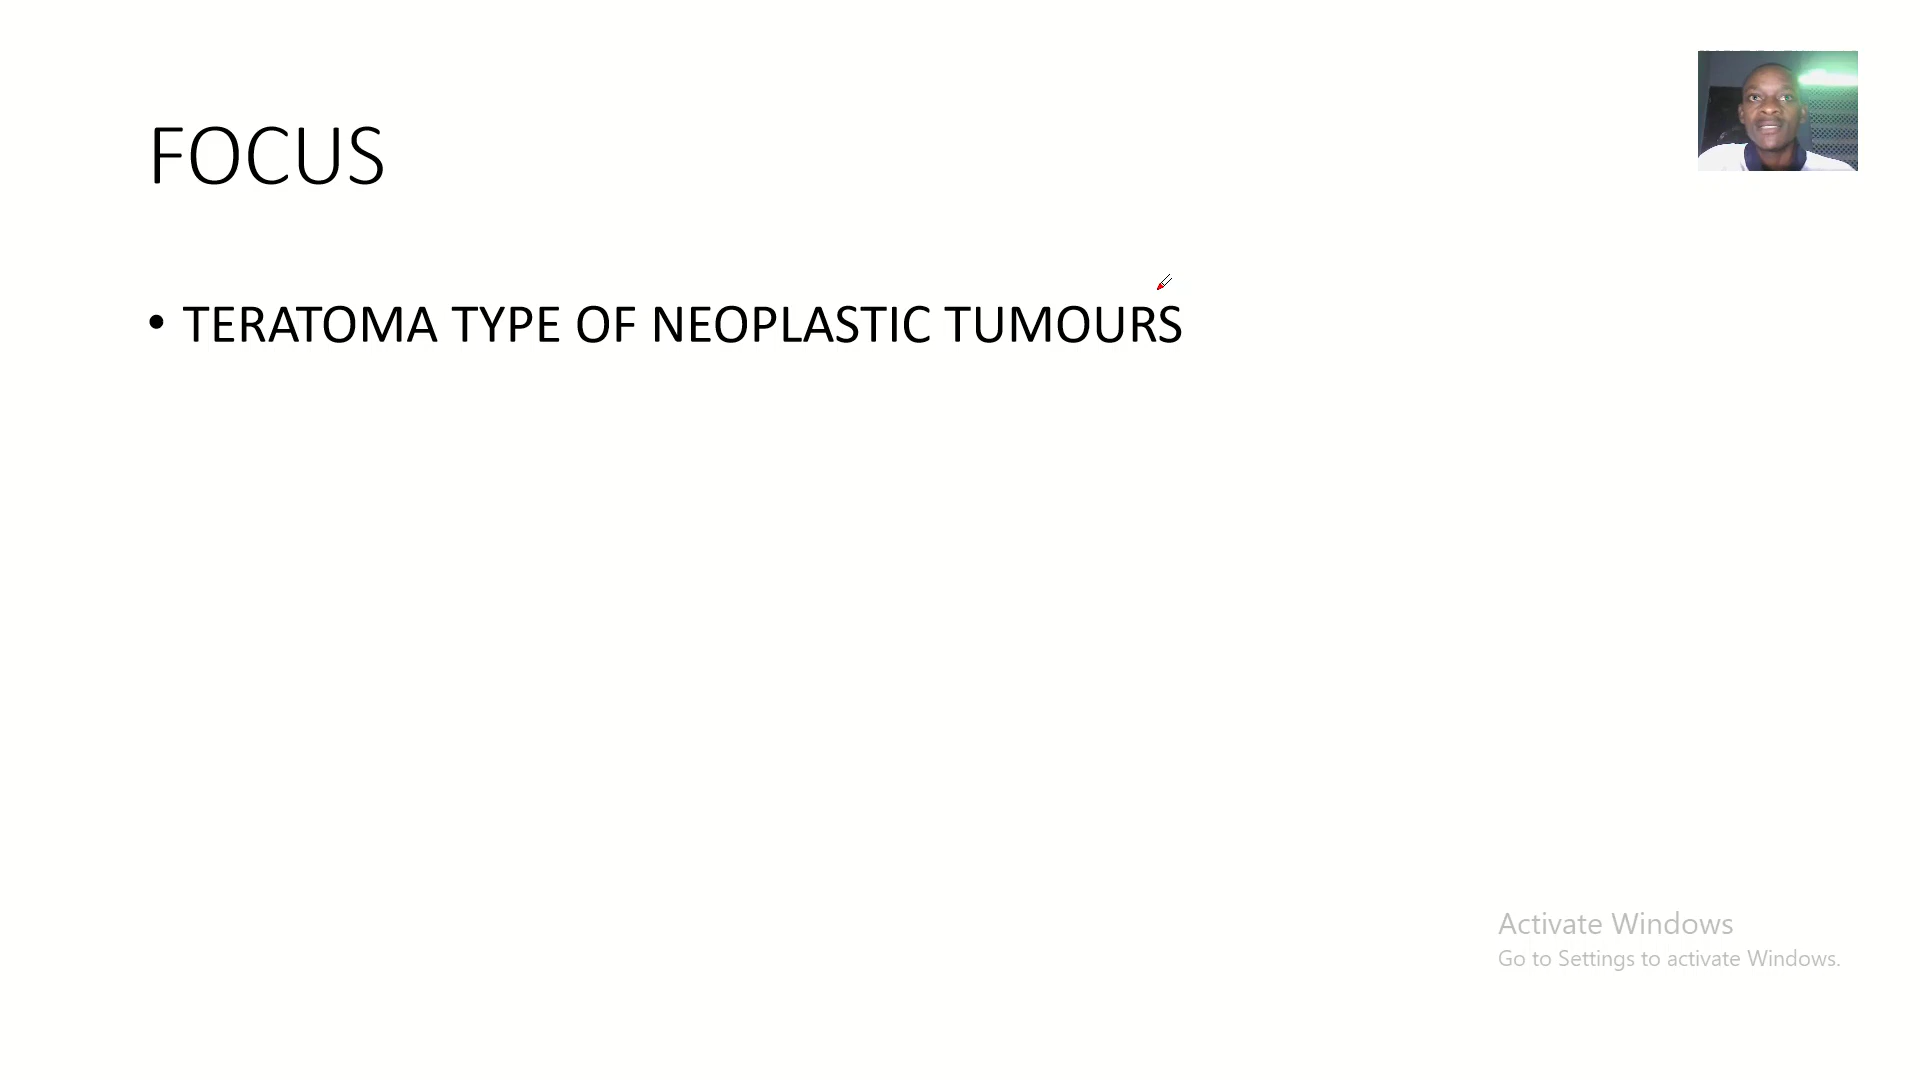 FOCUS
• TERATOMA TYPE OF NEOPLASTIC TUMOURS
Activate Windows
Go to Settings to activate Windows.